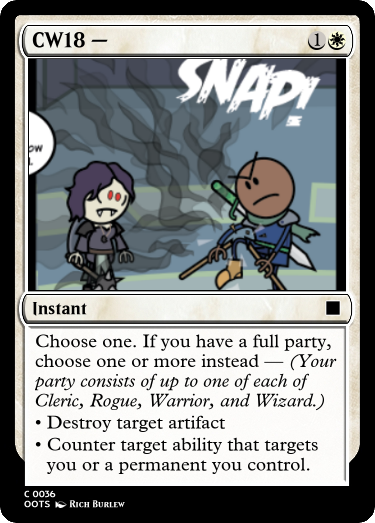 CW18 —
1
SNAP!
OW
Instant
Choose one. If you have a full party,
choose one or more instead — (Your
party consists of up to one of each of
Cleric, Rogue, Warrior, and Wizard.)
• Destroy target artifact
• Counter target ability that targets
you or a permanent you control.
C 0036
OOTS Rich Burlew